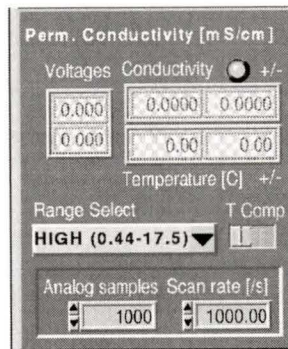 Perm. Conductivity [mS/cm]
Voltages Conductivity +/-
0.000 0.0000 0.0000
0.000 0.00 0.00
Temperature [C] +/-
Range Select T Comp
HIGH (0.44-17.5)
Analog samples Scan rate [/s]
1000 1000.00